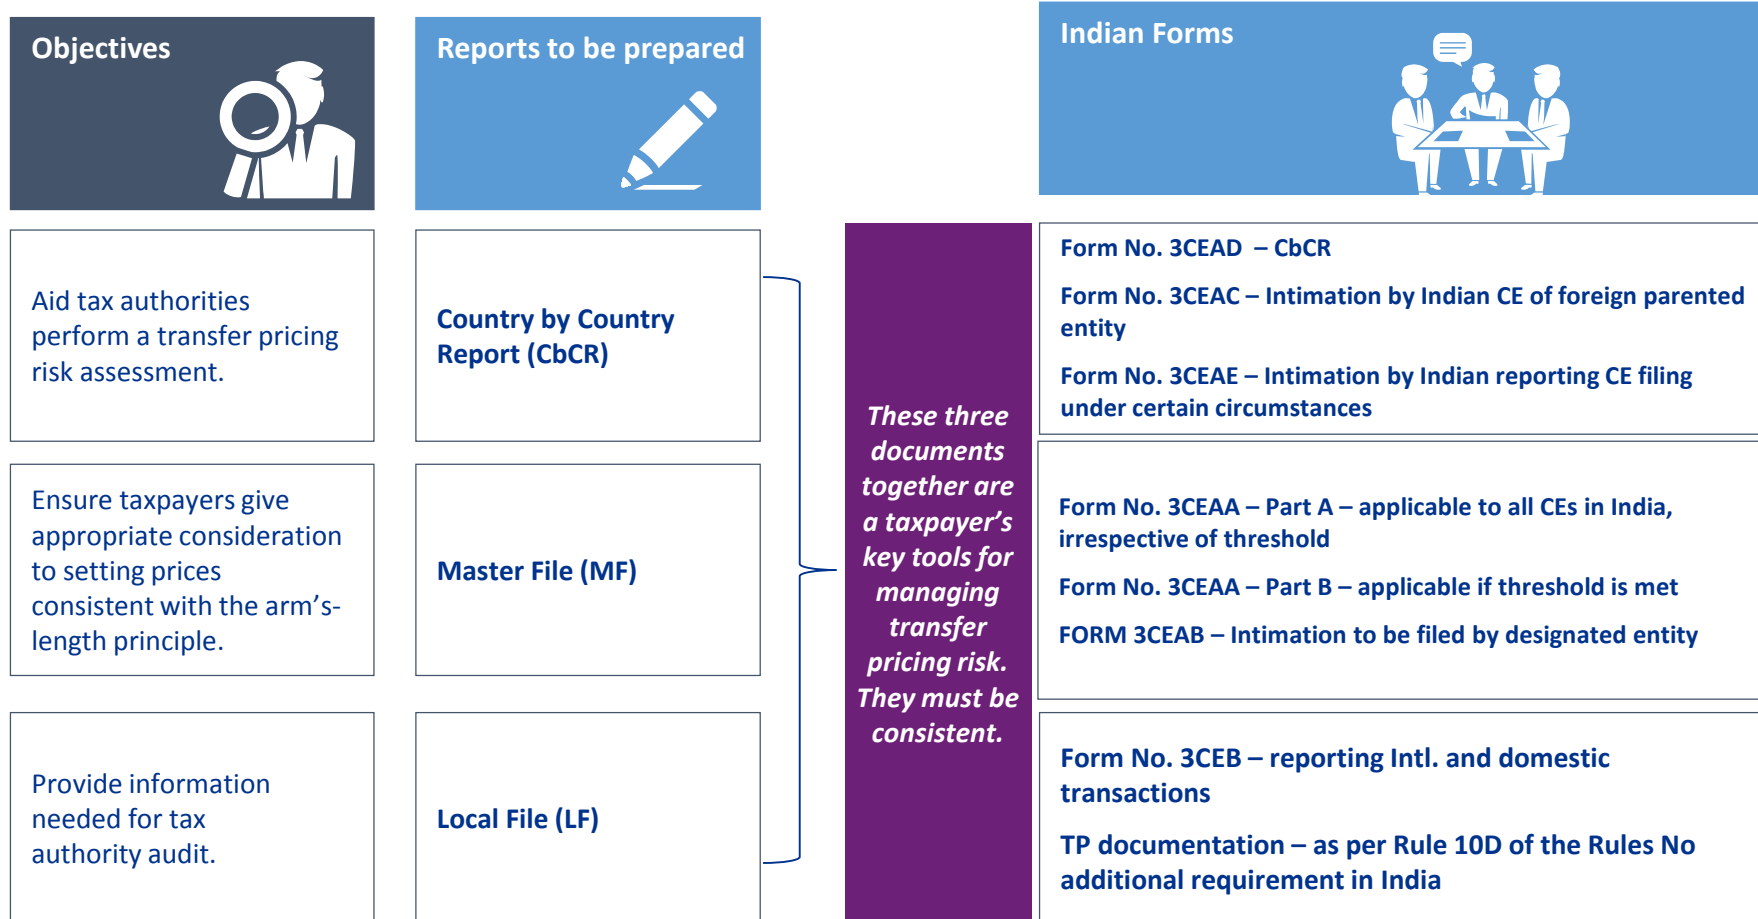 Objectives
Reports to be prepared
Indian Forms
Aid tax authorities
perform a transfer pricing
risk assessment.
Country by Country
Report (CbCR)
Form No. 3CEAD – CbCR
Form No. 3CEAC – Intimation by Indian CE of foreign parented
entity
Form No. 3CEAE – Intimation by Indian reporting CE filing
under certain circumstances
Ensure taxpayers give
appropriate consideration
to setting prices
consistent with the arm’s-
length principle.
Master File (MF)
Form No. 3CEAA – Part A – applicable to all CEs in India,
irrespective of threshold
Form No. 3CEAA – Part B – applicable if threshold is met
FORM 3CEAB – Intimation to be filed by designated entity
Provide information
needed for tax
authority audit.
Local File (LF)
Form No. 3CEB – reporting Intl. and domestic
transactions
TP documentation – as per Rule 10D of the Rules No
additional requirement in India
These three
documents
together are
a taxpayer’s
key tools for
managing
transfer
pricing risk.
They must be
consistent.